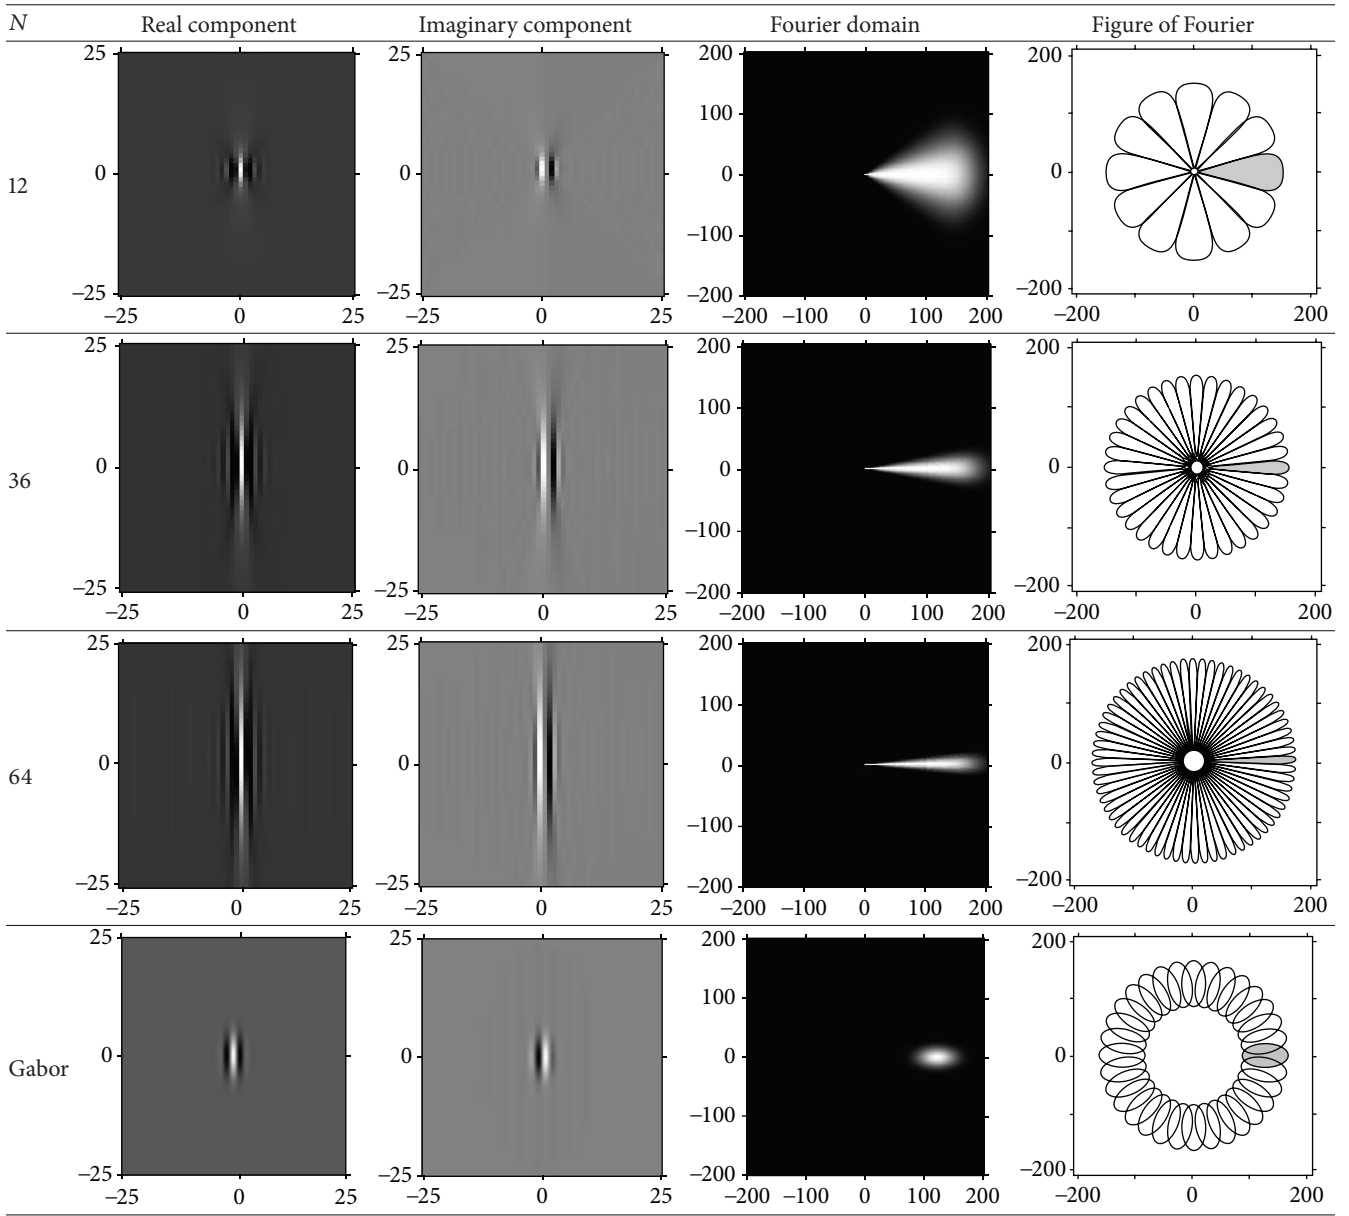 N Real component Imaginary component Fourier domain Figure of Fourier
25 25 200 200
100
12 0 0 0 0
−100
−25 −25 −200 −200
−25 0 25 −25 0 25 −200 −100 0 100 200 −200 0 200
25 25 200 200
100
36 0 0 0 0
−100
−25 −25 −200 −200
−25 0 25 −25 0 25 −200 −100 0 100 200 −200 0 200
25 25 200 200
100
64 0 0 0 0
−100
−25 −25 −200 −200
−25 0 25 −25 0 25 −200 −100 0 100 200 −200 0 200
25 25 200 200
100
Gabor 0 0 0 0
−100
−25 −25 −200 −200
−25 0 25 −25 0 25 −200 −100 0 100 200 −200 0 200